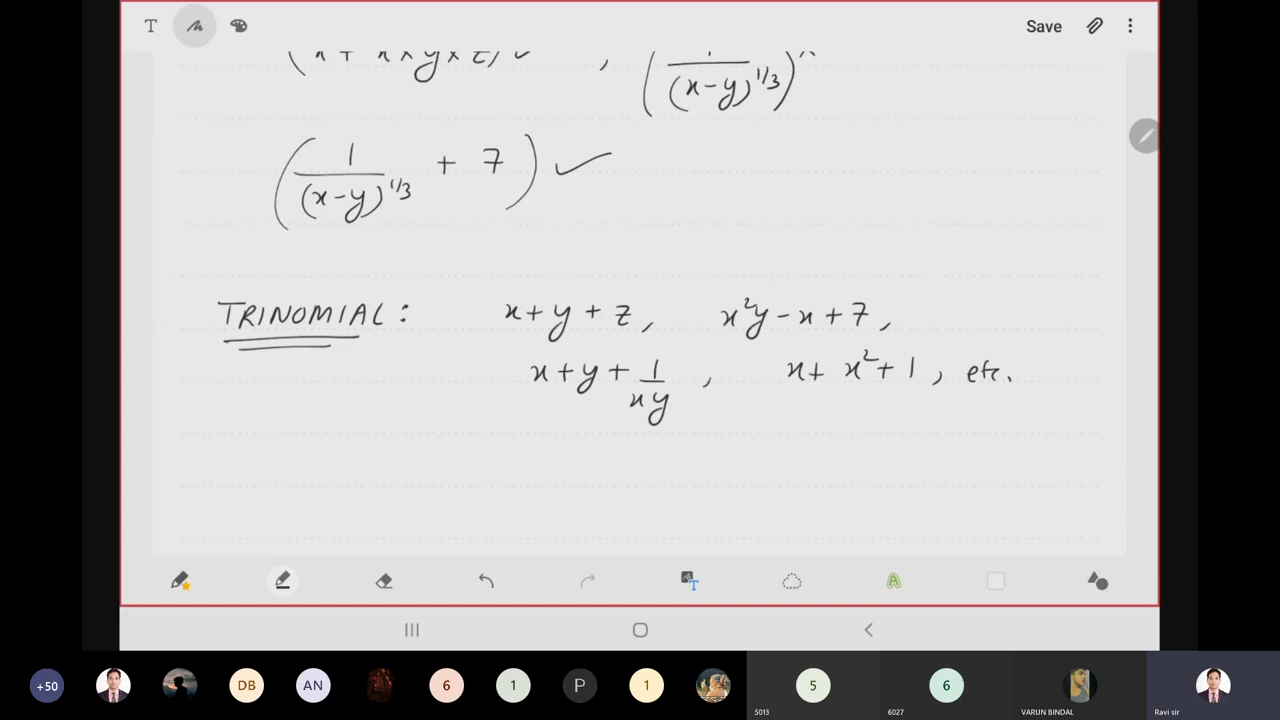 T Save
(x + x × y × z) ✓ , (1/(x-y)^1/3) ×
(1/(x-y)^1/3 + 7) ✓
TRINOMIAL : x + y + z , x²y - x + 7 ,
x + y + 1/xy , x + x² + 1 , etc.
T A
+50 DB AN 6 1 P 1 5 6
5013 6027 VARUN BINDAL Ravi sir